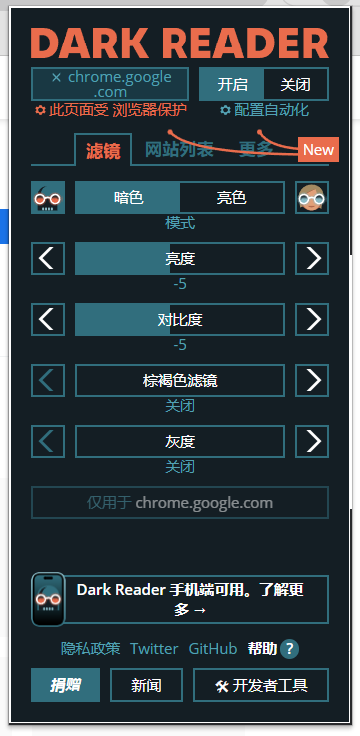 DARK READER
× chrome.google
.com
开启 关闭
此页面受 浏览器保护
配置自动化
滤镜 网站列表 更多 New
暗色 亮色
模式
亮度
-5
对比度
-5
棕褐色滤镜
关闭
灰度
关闭
仅用于 chrome.google.com
Dark Reader 手机端可用。了解更
多 →
隐私政策 Twitter GitHub 帮助 ?
捐赠 新闻 🛠 开发者工具